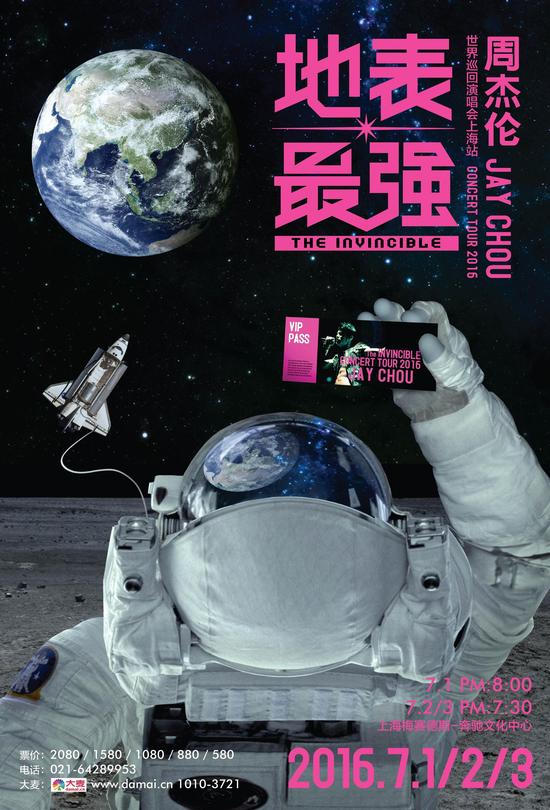 地表
最强
THE INVINCIBLE
周杰伦 JAY CHOU
世界巡回演唱会上海站 CONCERT TOUR 2016
VIP
PASS
The INVINCIBLE
CONCERT TOUR 2016
JAY CHOU
7.1 PM:8:00
7.2/3 PM:7:30
上海梅赛德斯-奔驰文化中心
2016.7.1/2/3
票价：2080 / 1580 / 1080 / 880 / 580
电话：021-64289953
大麦：大麦 www.damai.cn 1010-3721